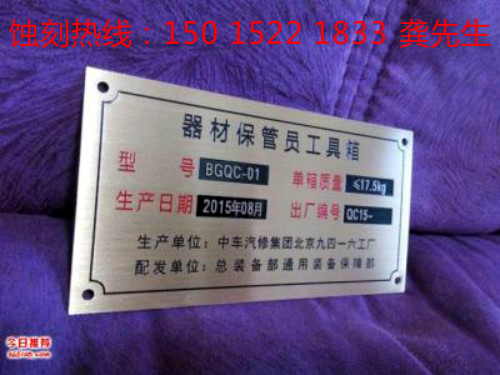 蚀刻热线：150 1522 1833 龚先生
器材保管员工具箱
型 号 BGQC-01 单箱质量 ≤17.5kg
生产日期 2015年08月 出厂编号 QC15-
生产单位：中车汽修集团北京九四一六工厂
配发单位：总装备部通用装备保障部
今日推荐